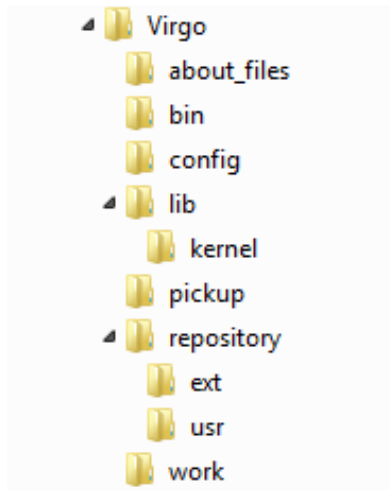 Virgo
about_files
bin
config
lib
kernel
pickup
repository
ext
usr
work